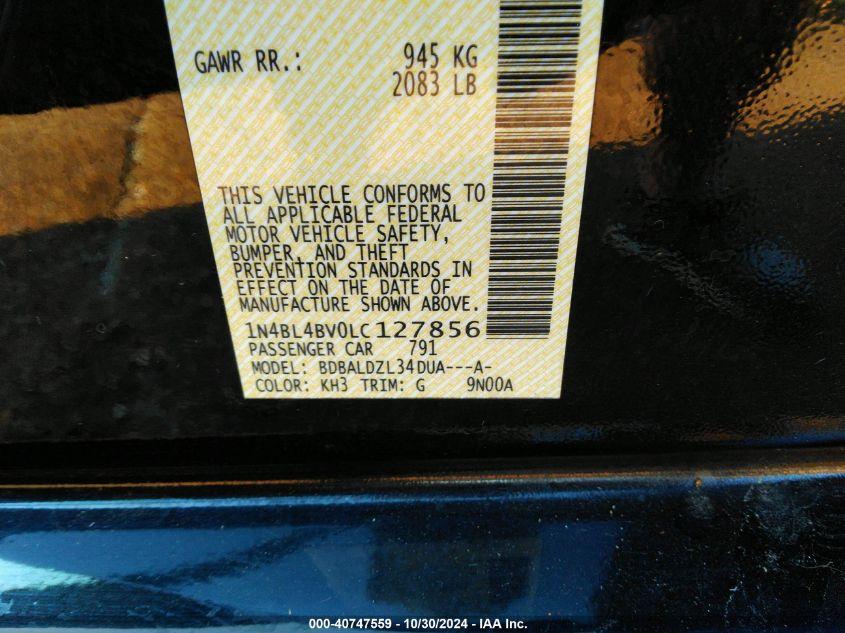 GAWR RR.: 945 KG
2083 LB
THIS VEHICLE CONFORMS TO
ALL APPLICABLE FEDERAL
MOTOR VEHICLE SAFETY,
BUMPER, AND THEFT
PREVENTION STANDARDS IN
EFFECT ON THE DATE OF
MANUFACTURE SHOWN ABOVE.
1N4BL4BV0LC127856
PASSENGER CAR 791
MODEL: BDBALDZL34DUA---A-
COLOR: KH3 TRIM: G 9N00A
000-40747559 - 10/30/2024 - IAA Inc.